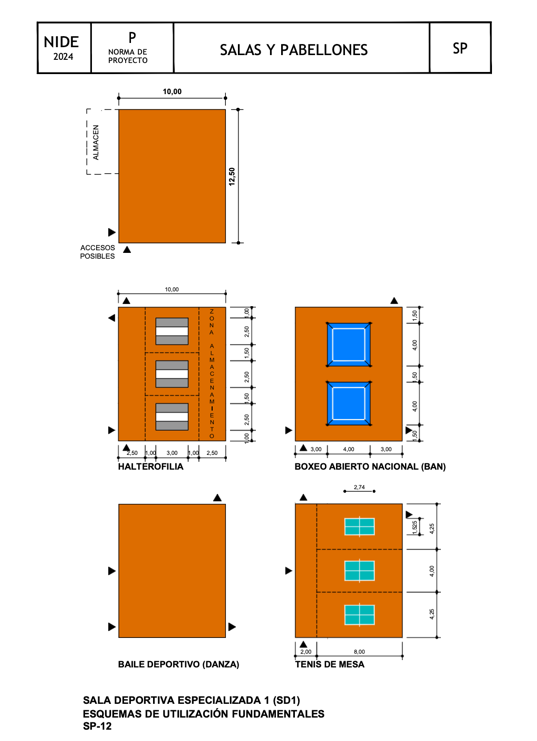 NIDE
2024
P
NORMA DE
PROYECTO
SALAS Y PABELLONES
SP
10,00
ALMACEN
12,50
ACCESOS
POSIBLES
10,00
ZONA ALMACENAMIENTO
1,00
2,50
1,50
2,50
1,50
2,50
1,00
2,50
1,00
3,00
1,00
2,50
HALTEROFILIA
1,50
4,00
1,50
4,00
1,50
3,00
4,00
3,00
BOXEO ABIERTO NACIONAL (BAN)
BAILE DEPORTIVO (DANZA)
2,74
1,525
4,25
4,00
4,25
2,00
8,00
TENIS DE MESA
SALA DEPORTIVA ESPECIALIZADA 1 (SD1)
ESQUEMAS DE UTILIZACIÓN FUNDAMENTALES
SP-12